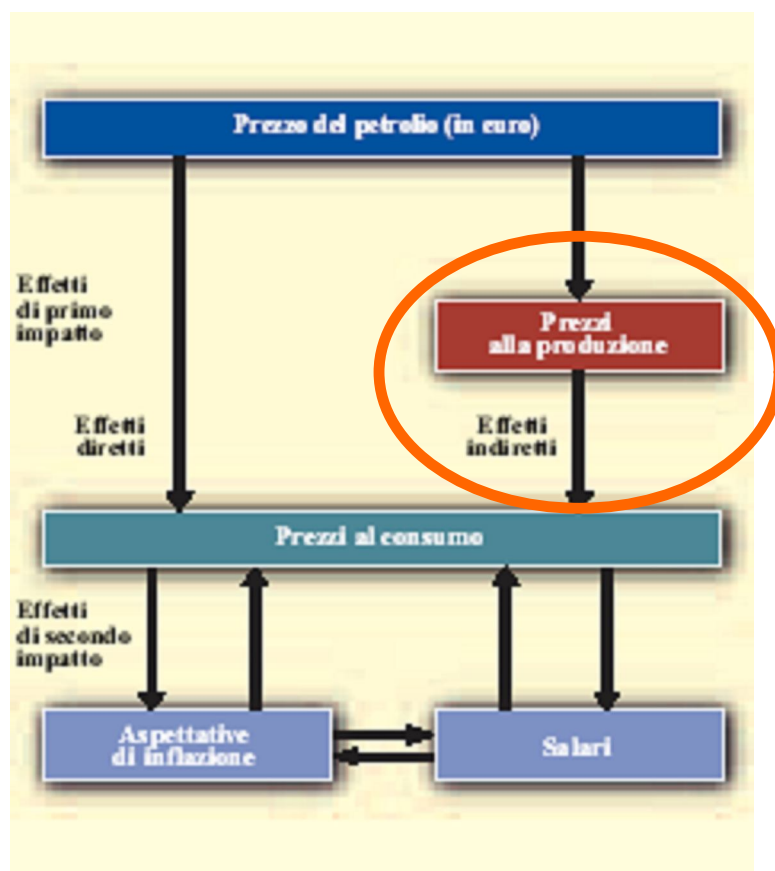 Prezzo del petrolio (in euro)
Effetti
di primo
impatto
Prezzi
alla produzione
Effetti
diretti
Effetti
indiretti
Prezzi al consumo
Effetti
di secondo
impatto
Aspettative
di inflazione
Salari